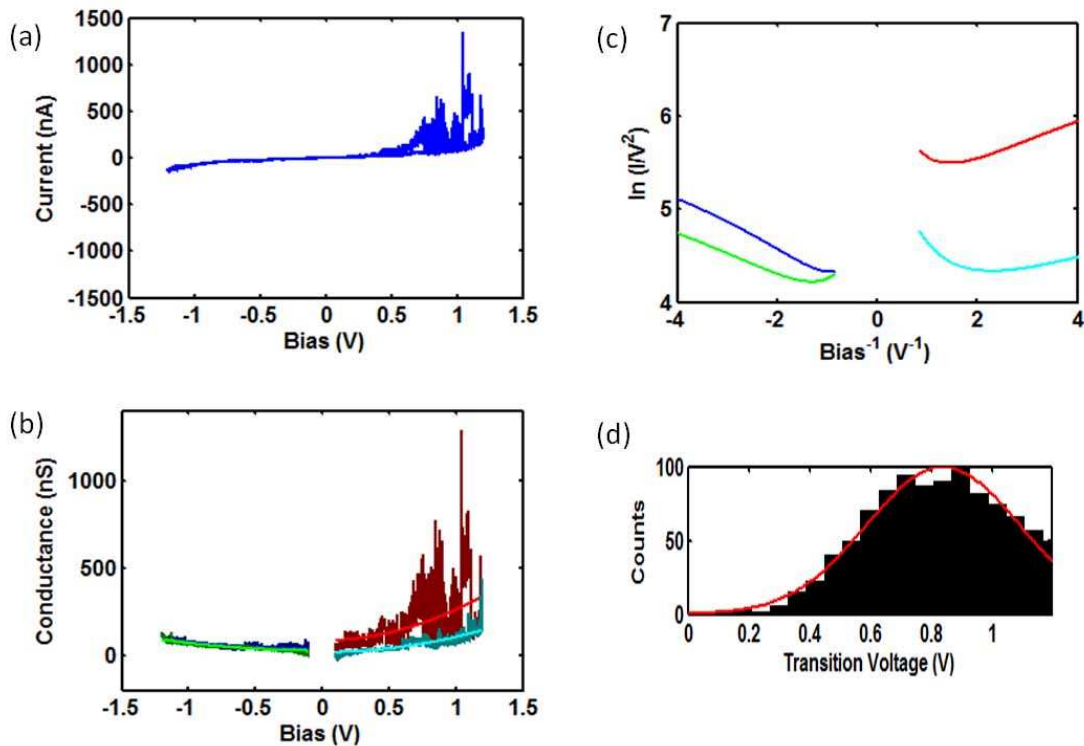 (a)
1500
1000
500
0
-500
-1000
-1500
Current (nA)
-1.5 -1 -0.5 0 0.5 1 1.5
Bias (V)
(c)
7
6
5
4
ln (I/V²)
-4 -2 0 2 4
Bias⁻¹ (V⁻¹)
(b)
1000
500
0
Conductance (nS)
-1.5 -1 -0.5 0 0.5 1 1.5
Bias (V)
(d)
100
50
0
Counts
0 0.2 0.4 0.6 0.8 1
Transition Voltage (V)